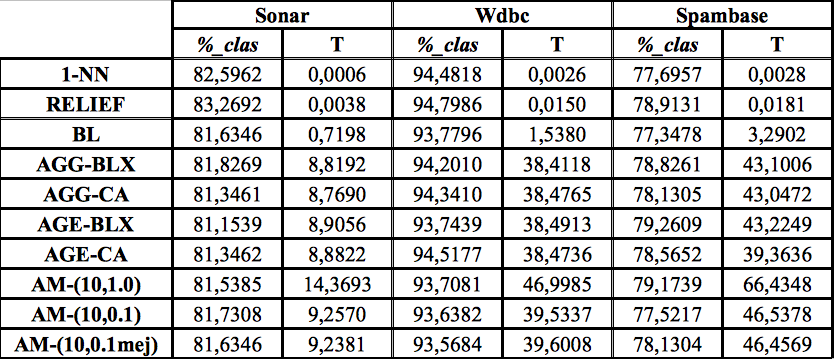 Sonar Wdbc Spambase
%_clas T %_clas T %_clas T
1-NN 82,5962 0,0006 94,4818 0,0026 77,6957 0,0028
RELIEF 83,2692 0,0038 94,7986 0,0150 78,9131 0,0181
BL 81,6346 0,7198 93,7796 1,5380 77,3478 3,2902
AGG-BLX 81,8269 8,8192 94,2010 38,4118 78,8261 43,1006
AGG-CA 81,3461 8,7690 94,3410 38,4765 78,1305 43,0472
AGE-BLX 81,1539 8,9056 93,7439 38,4913 79,2609 43,2249
AGE-CA 81,3462 8,8822 94,5177 38,4736 78,5652 39,3636
AM-(10,1.0) 81,5385 14,3693 93,7081 46,9985 79,1739 66,4348
AM-(10,0.1) 81,7308 9,2570 93,6382 39,5337 77,5217 46,5378
AM-(10,0.1mej) 81,6346 9,2381 93,5684 39,6008 78,1304 46,4569